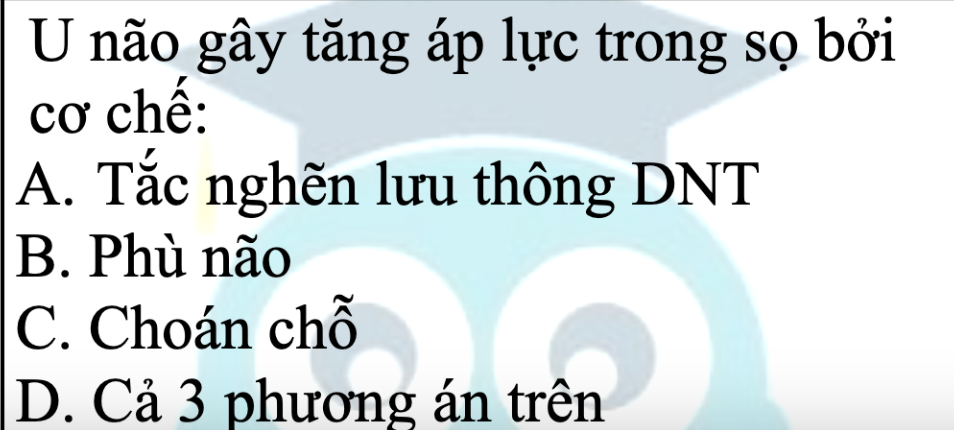 U não gây tăng áp lực trong sọ bởi
cơ chế:
A. Tắc nghẽn lưu thông DNT
B. Phù não
C. Choán chỗ
D. Cả 3 phương án trên